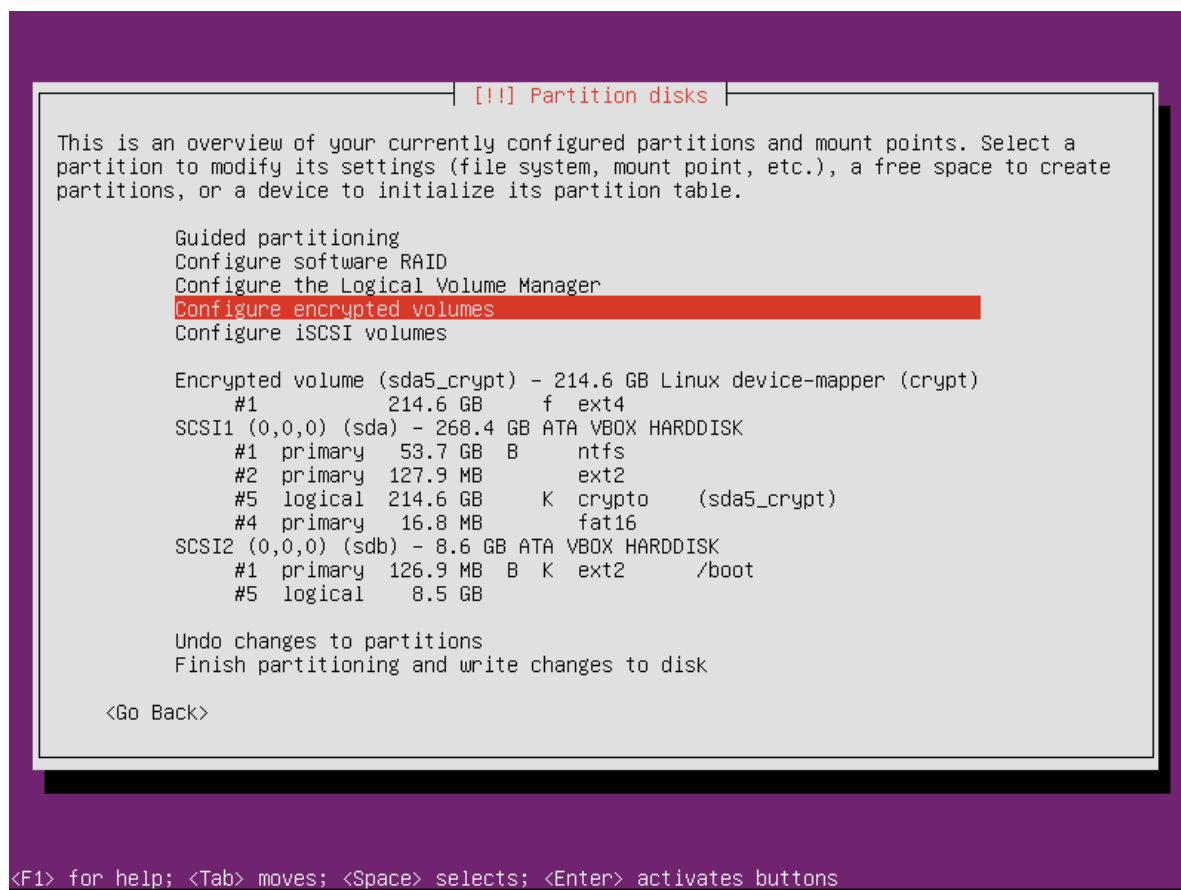 [!!] Partition disks
This is an overview of your currently configured partitions and mount points. Select a
partition to modify its settings (file system, mount point, etc.), a free space to create
partitions, or a device to initialize its partition table.
Guided partitioning
Configure software RAID
Configure the Logical Volume Manager
Configure encrypted volumes
Configure iSCSI volumes
Encrypted volume (sda5_crypt) - 214.6 GB Linux device-mapper (crypt)
#1 214.6 GB f ext4
SCSI1 (0,0,0) (sda) - 268.4 GB ATA VBOX HARDDISK
#1 primary 53.7 GB B ntfs
#2 primary 127.9 MB ext2
#5 logical 214.6 GB K crypto (sda5_crypt)
#4 primary 16.8 MB fat16
SCSI2 (0,0,0) (sdb) - 8.6 GB ATA VBOX HARDDISK
#1 primary 126.9 MB B K ext2 /boot
#5 logical 8.5 GB
Undo changes to partitions
Finish partitioning and write changes to disk
<Go Back>
<F1> for help; <Tab> moves; <Space> selects; <Enter> activates buttons